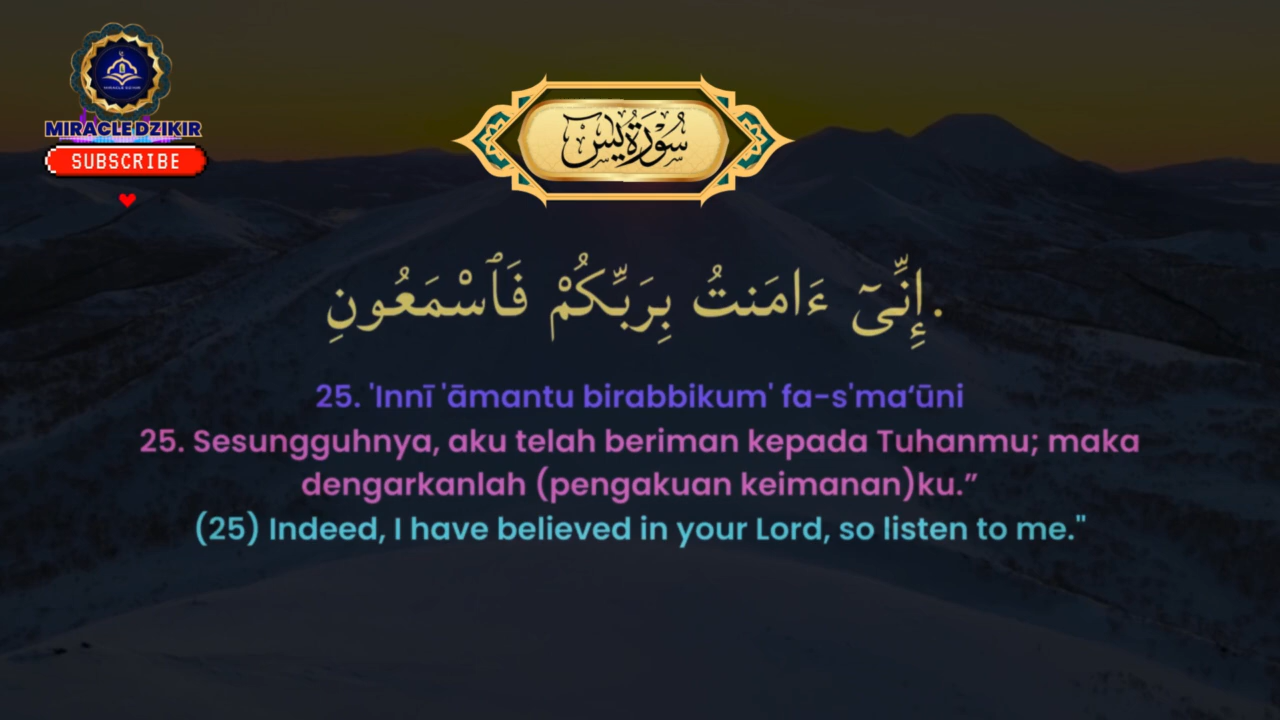 MIRACLE DZIKIR
MIRACLE DZIKIR
SUBSCRIBE
سُورَةُ يس
.إِنِّىٓ ءَامَنتُ بِرَبِّكُمْ فَٱسْمَعُونِ
25. 'Innī 'āmantu birabbikum' fa-s'ma‘ūni
25. Sesungguhnya, aku telah beriman kepada Tuhanmu; maka
dengarkanlah (pengakuan keimanan)ku.”
(25) Indeed, I have believed in your Lord, so listen to me."